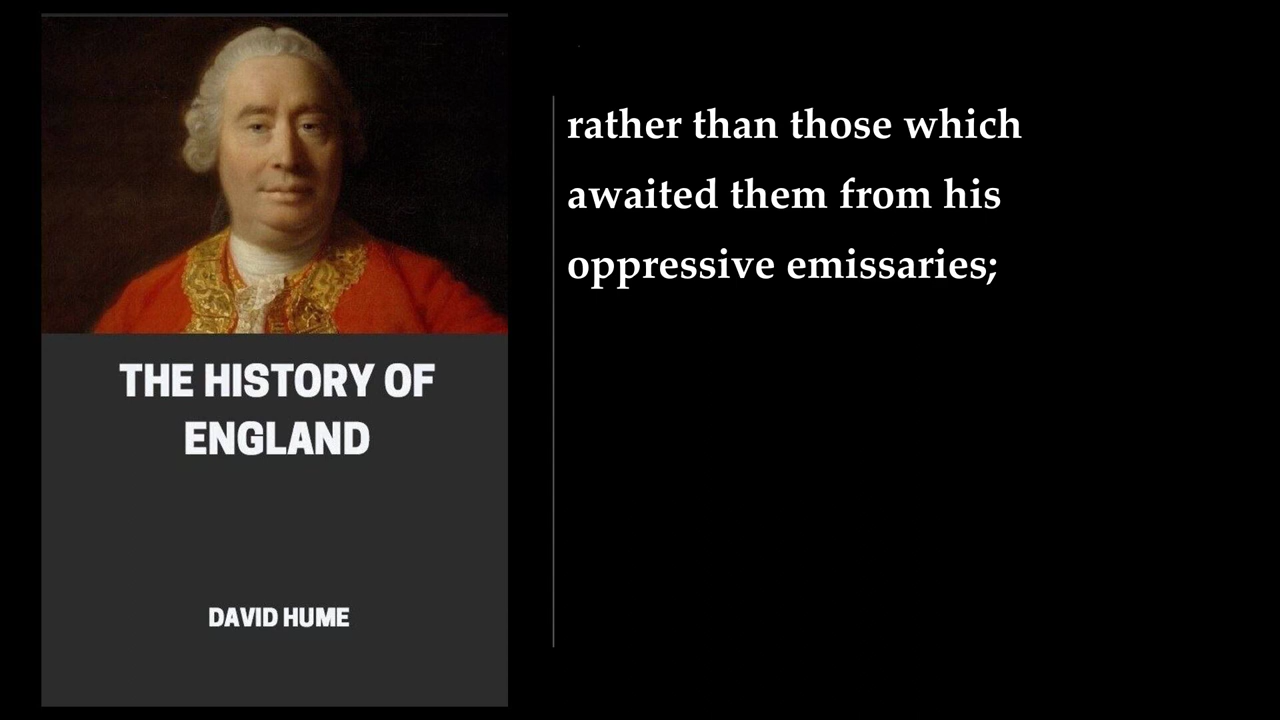 THE HISTORY OF
ENGLAND
DAVID HUME
rather than those which
awaited them from his
oppressive emissaries;